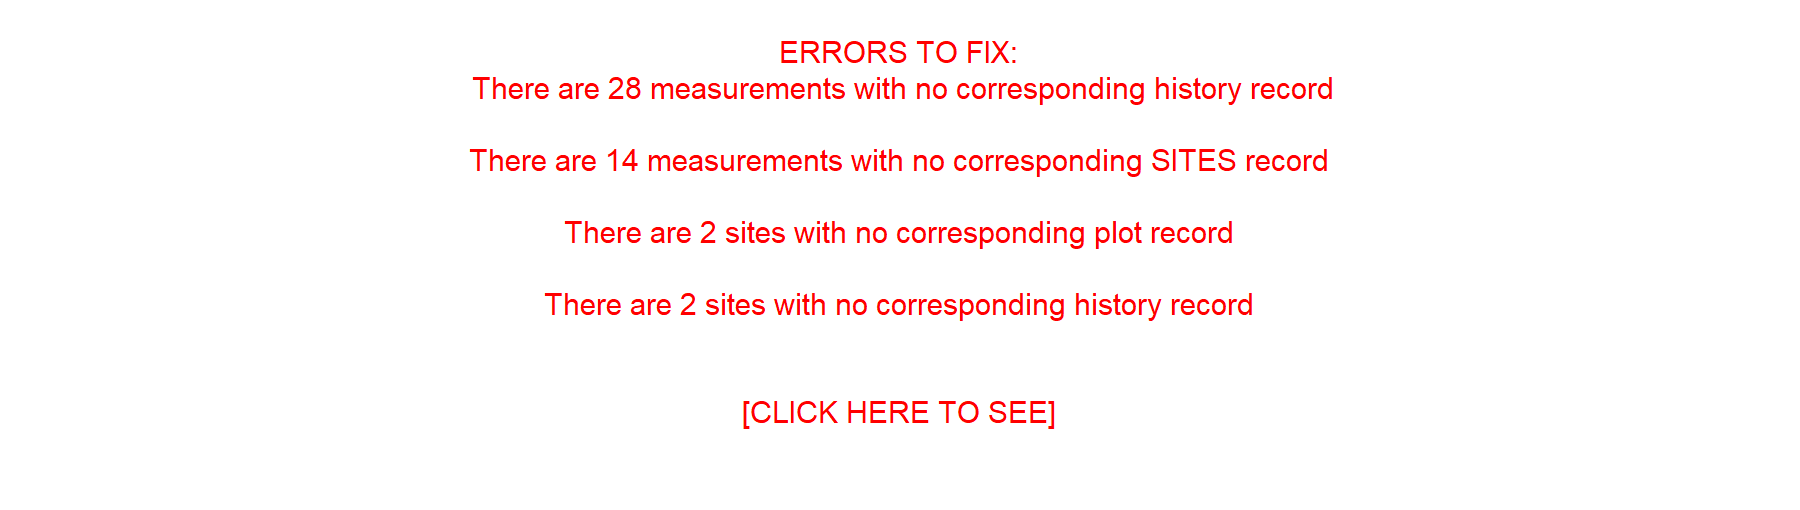 ERRORS TO FIX:
There are 28 measurements with no corresponding history record
There are 14 measurements with no corresponding SITES record
There are 2 sites with no corresponding plot record
There are 2 sites with no corresponding history record
[CLICK HERE TO SEE]